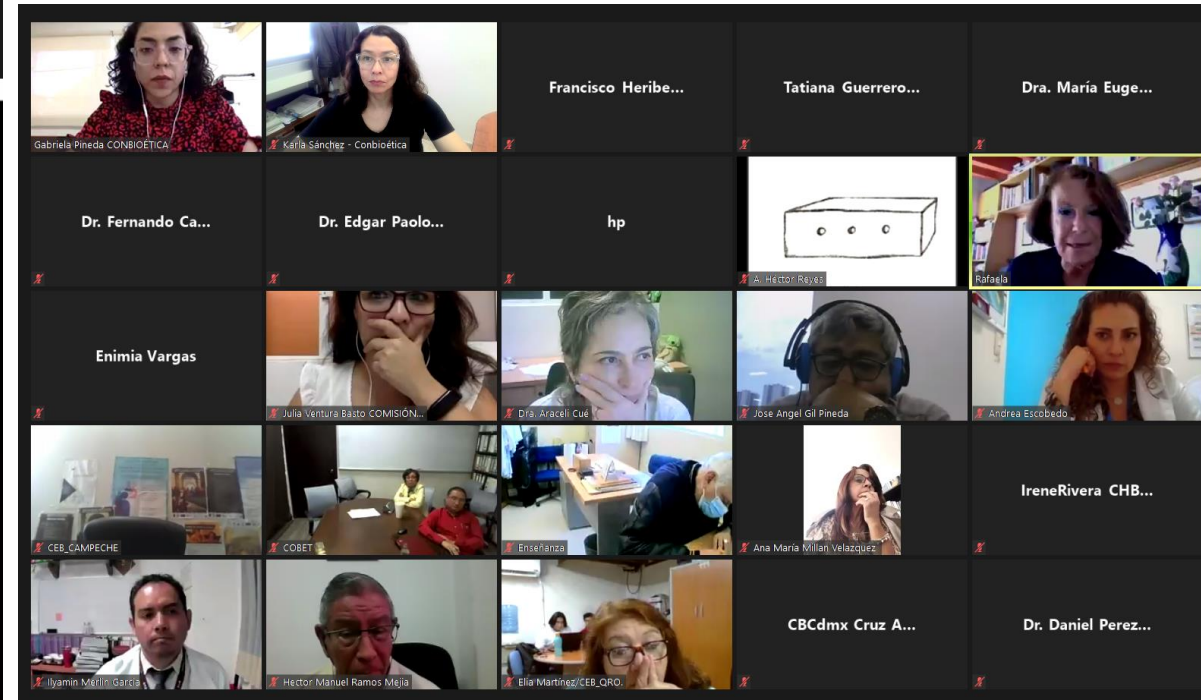 Gabriela Pineda CONBIOÉTICA
Karla Sánchez - Conbioética
Francisco Heribe...
Tatiana Guerrero...
Dra. María Euge...
Dr. Fernando Ca...
Dr. Edgar Paolo...
hp
A. Héctor Reyes
Rafaela
Enimia Vargas
Julia Ventura Basto COMISIÓN...
Dra. Araceli Cué
Jose Angel Gil Pineda
Andrea Escobedo
CEB_CAMPECHE
COBET
Enseñanza
Ana María Millan Velazquez
IreneRivera CHB...
Ilyamin Merlin Garcia
Hector Manuel Ramos Mejia
Elia Martínez/CEB_QRO.
CBCdmx Cruz A...
Dr. Daniel Perez...